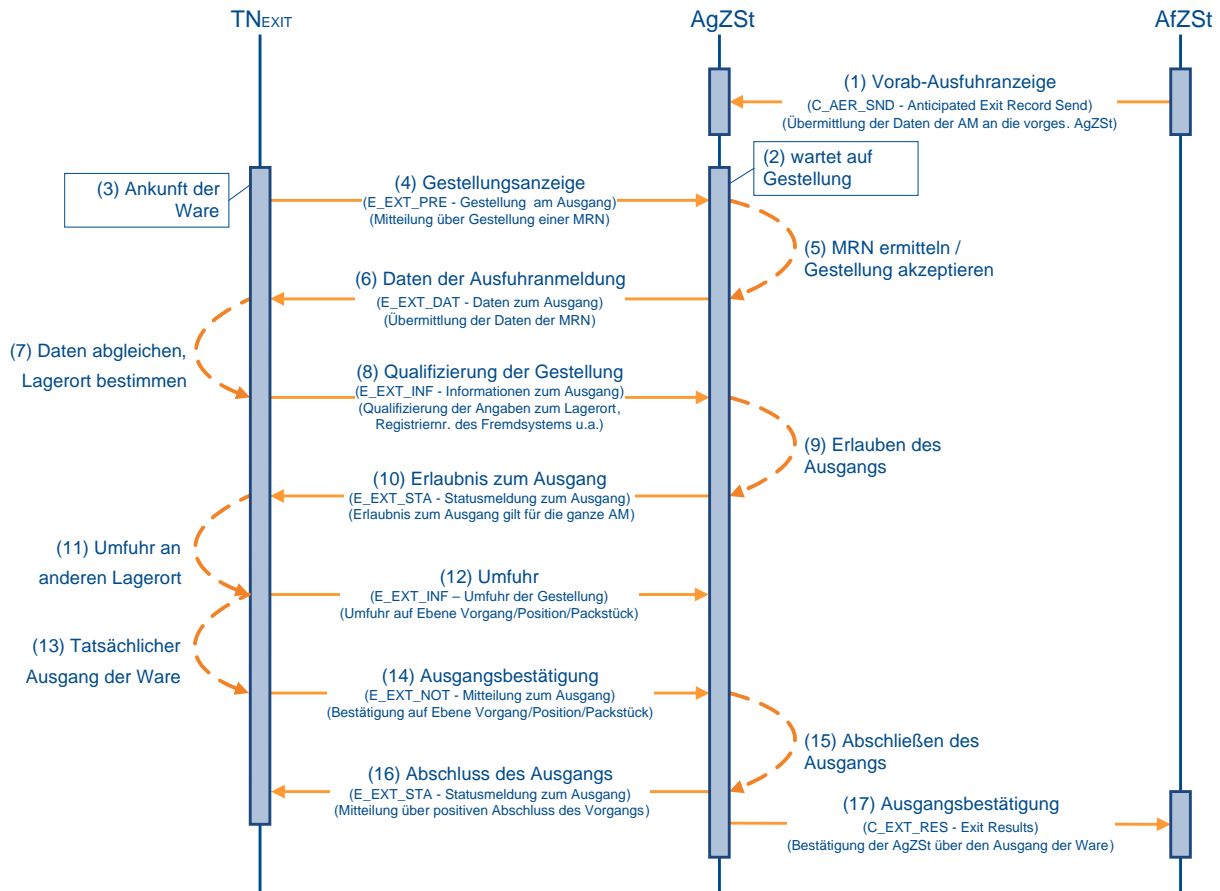 TNEXIT
AgZSt
AfZSt
(1) Vorab-Ausfuhranzeige
(C_AER_SND - Anticipated Exit Record Send)
(Übermittlung der Daten der AM an die vorges. AgZSt)
(2) wartet auf
Gestellung
(3) Ankunft der
Ware
(4) Gestellungsanzeige
(E_EXT_PRE - Gestellung am Ausgang)
(Mitteilung über Gestellung einer MRN)
(5) MRN ermitteln /
Gestellung akzeptieren
(6) Daten der Ausfuhranmeldung
(E_EXT_DAT - Daten zum Ausgang)
(Übermittlung der Daten der MRN)
(7) Daten abgleichen,
Lagerort bestimmen
(8) Qualifizierung der Gestellung
(E_EXT_INF - Informationen zum Ausgang)
(Qualifizierung der Angaben zum Lagerort,
Registriernr. des Fremdsystems u.a.)
(9) Erlauben des
Ausgangs
(10) Erlaubnis zum Ausgang
(E_EXT_STA - Statusmeldung zum Ausgang)
(Erlaubnis zum Ausgang gilt für die ganze AM)
(11) Umfuhr an
anderen Lagerort
(12) Umfuhr
(E_EXT_INF – Umfuhr der Gestellung)
(Umfuhr auf Ebene Vorgang/Position/Packstück)
(13) Tatsächlicher
Ausgang der Ware
(14) Ausgangsbestätigung
(E_EXT_NOT - Mitteilung zum Ausgang)
(Bestätigung auf Ebene Vorgang/Position/Packstück)
(15) Abschließen des
Ausgangs
(16) Abschluss des Ausgangs
(E_EXT_STA - Statusmeldung zum Ausgang)
(Mitteilung über positiven Abschluss des Vorgangs)
(17) Ausgangsbestätigung
(C_EXT_RES - Exit Results)
(Bestätigung der AgZSt über den Ausgang der Ware)